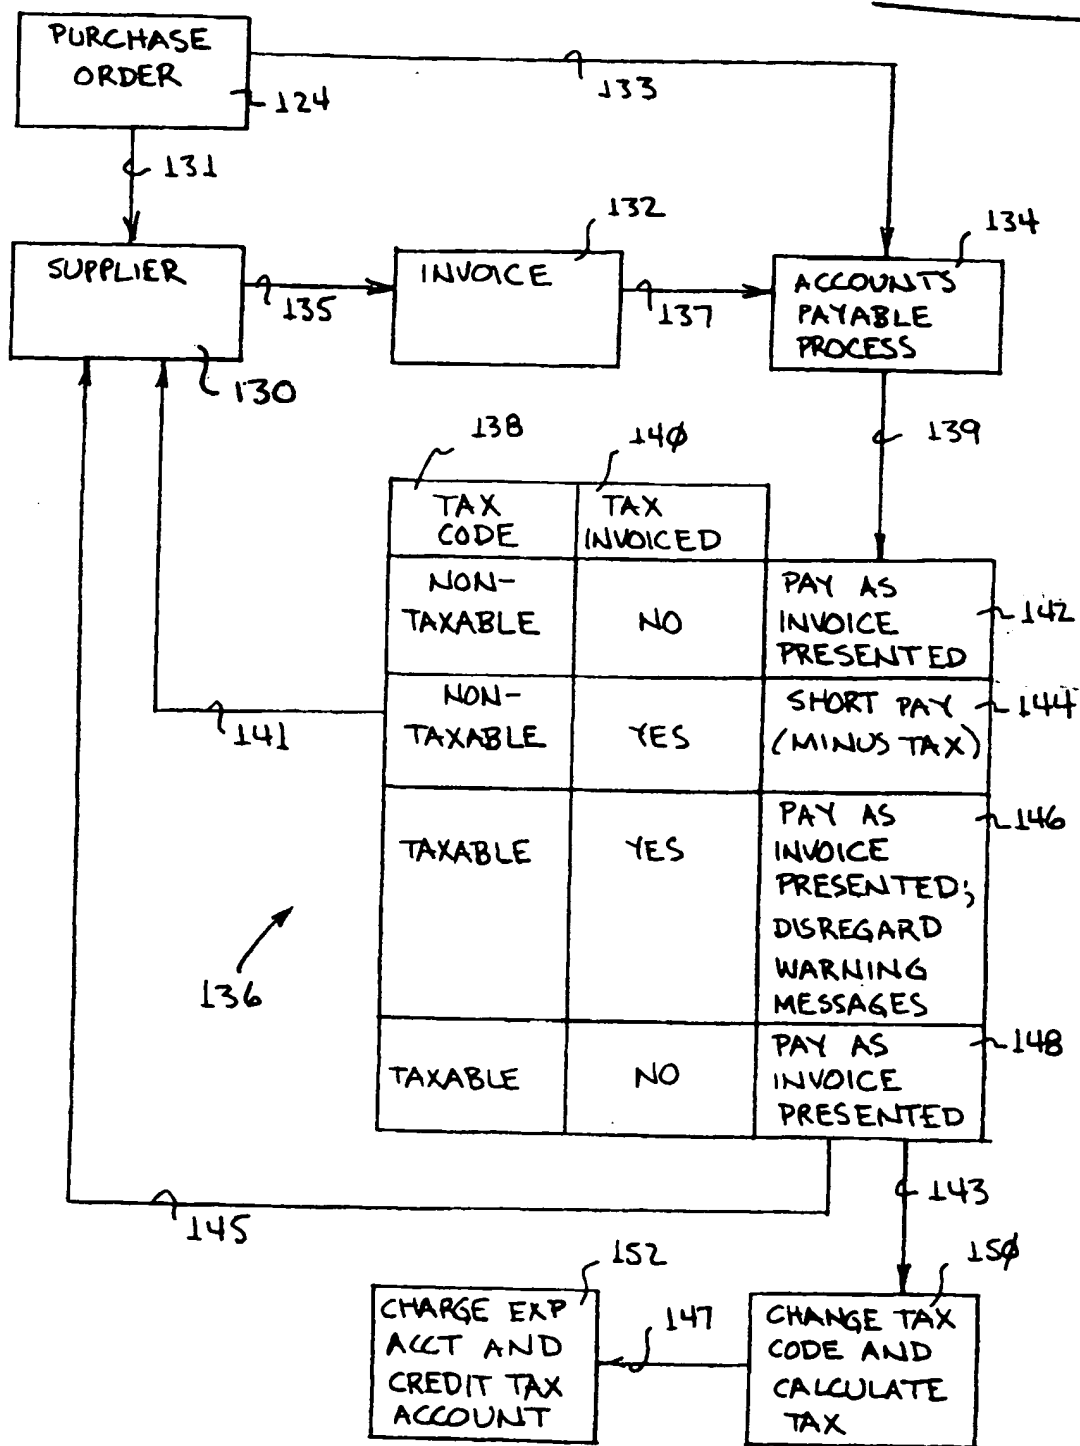 PURCHASE
ORDER
124
133
131
132
134
SUPPLIER
135
INVOICE
137
ACCOUNTS
PAYABLE
PROCESS
130
138
14Ø
139
TAX
CODE
TAX
INVOICED
NON-
TAXABLE
NO
PAY AS
INVOICE
PRESENTED
142
NON-
TAXABLE
YES
SHORT PAY
(MINUS TAX)
144
141
TAXABLE
YES
PAY AS
INVOICE
PRESENTED;
DISREGARD
WARNING
MESSAGES
146
136
TAXABLE
NO
PAY AS
INVOICE
PRESENTED
148
143
145
152
15Ø
CHARGE EXP
ACCT AND
CREDIT TAX
ACCOUNT
147
CHANGE TAX
CODE AND
CALCULATE
TAX